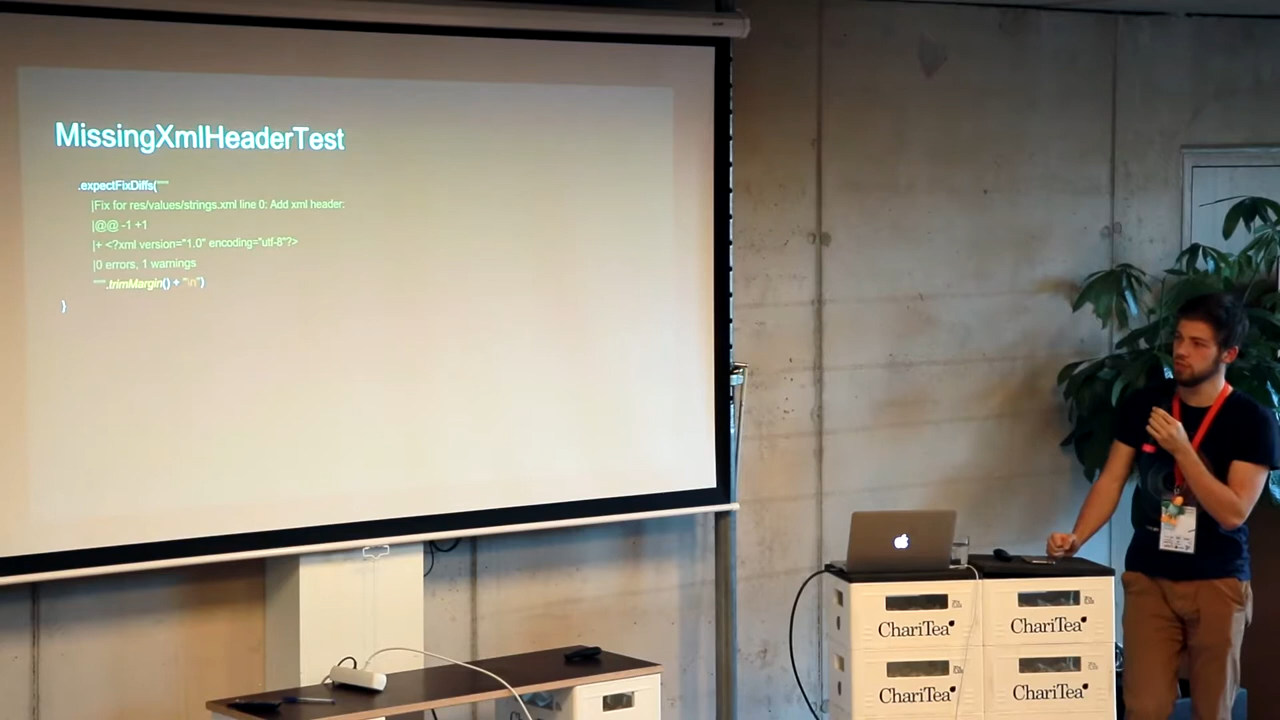 MissingXmlHeaderTest
.expectFixDiffs("""
|Fix for res/values/strings.xml line 0: Add xml header:
|@@ -1 +1
|+ <?xml version="1.0" encoding="utf-8"?>
|0 errors, 1 warnings
""".trimMargin() + "\n")
}
ChariTea
ChariTea
ChariTea
ChariTea